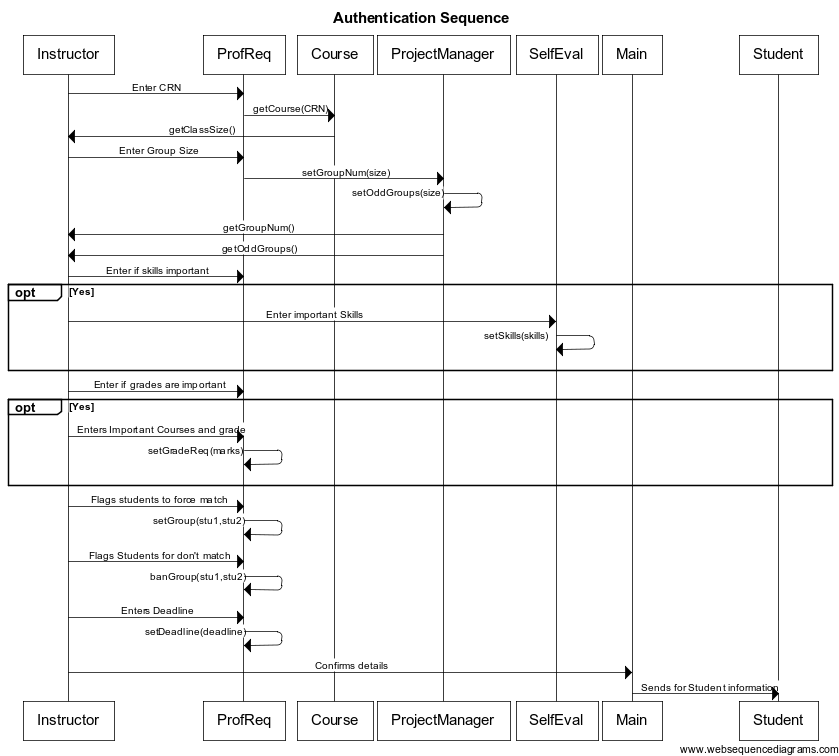 Authentication Sequence
Instructor ProfReq Course ProjectManager SelfEval Main Student
Enter CRN
getCourse(CRN)
getClassSize()
Enter Group Size
setGroupNum(size)
setOddGroups(size)
getGroupNum()
getOddGroups()
Enter if skills important
opt [Yes]
Enter important Skills
setSkills(skills)
Enter if grades are important
opt [Yes]
Enters Important Courses and grade
setGradeReq(marks)
Flags students to force match
setGroup(stu1,stu2)
Flags Students for don't match
banGroup(stu1,stu2)
Enters Deadline
setDeadline(deadline)
Confirms details
Sends for Student information
Instructor ProfReq Course ProjectManager SelfEval Main Student
www.websequencediagrams.com